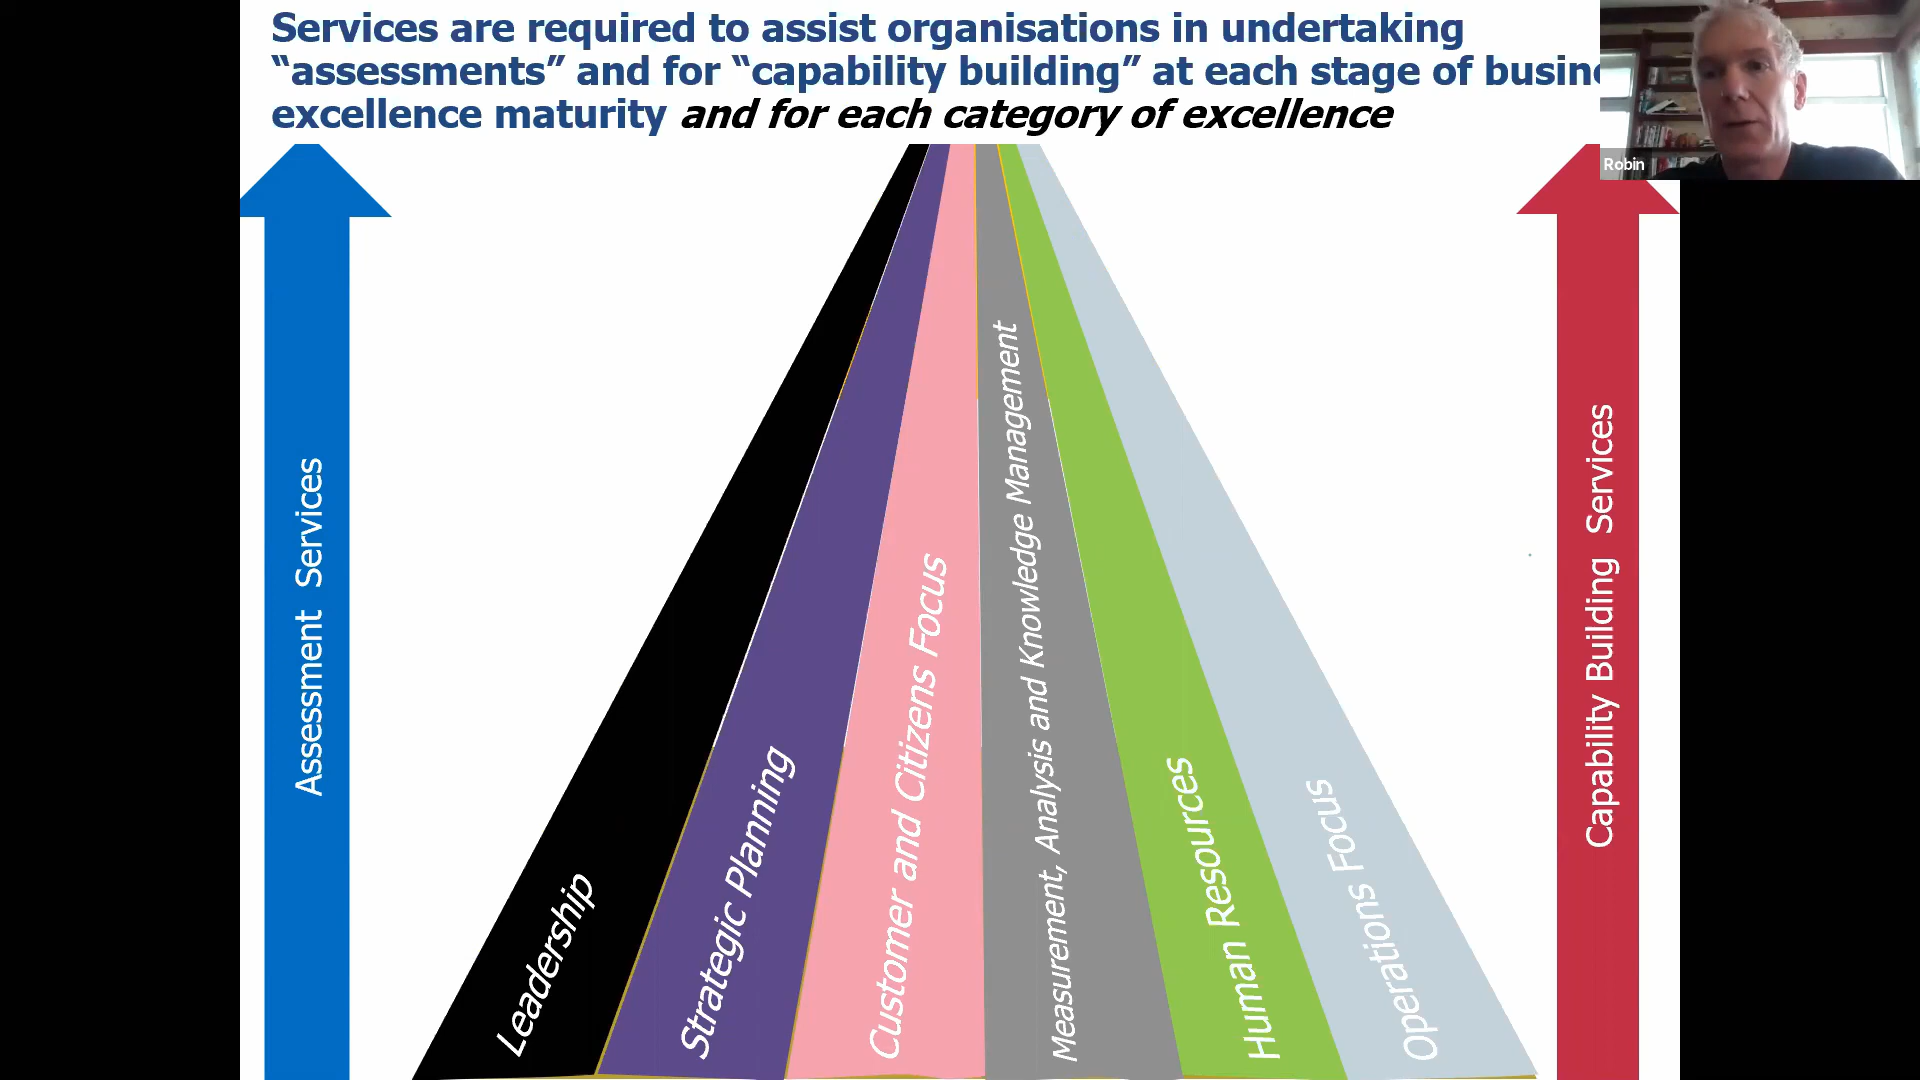 Services are required to assist organisations in undertaking
“assessments” and for “capability building” at each stage of
excellence maturity and for each category of excellence
Robin
Assessment Services
Leadership
Strategic Planning
Customer and Citizens Focus
Measurement, Analysis and Knowledge Management
Human Resources
Operations Focus
Capability Building Services